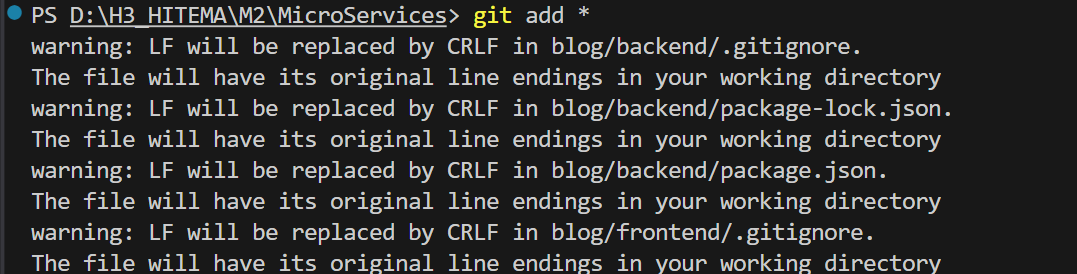 PS D:\H3_HITEMA\M2\MicroServices> git add *
warning: LF will be replaced by CRLF in blog/backend/.gitignore.
The file will have its original line endings in your working directory
warning: LF will be replaced by CRLF in blog/backend/package-lock.json.
The file will have its original line endings in your working directory
warning: LF will be replaced by CRLF in blog/backend/package.json.
The file will have its original line endings in your working directory
warning: LF will be replaced by CRLF in blog/frontend/.gitignore.
The file will have its original line endings in your working directory